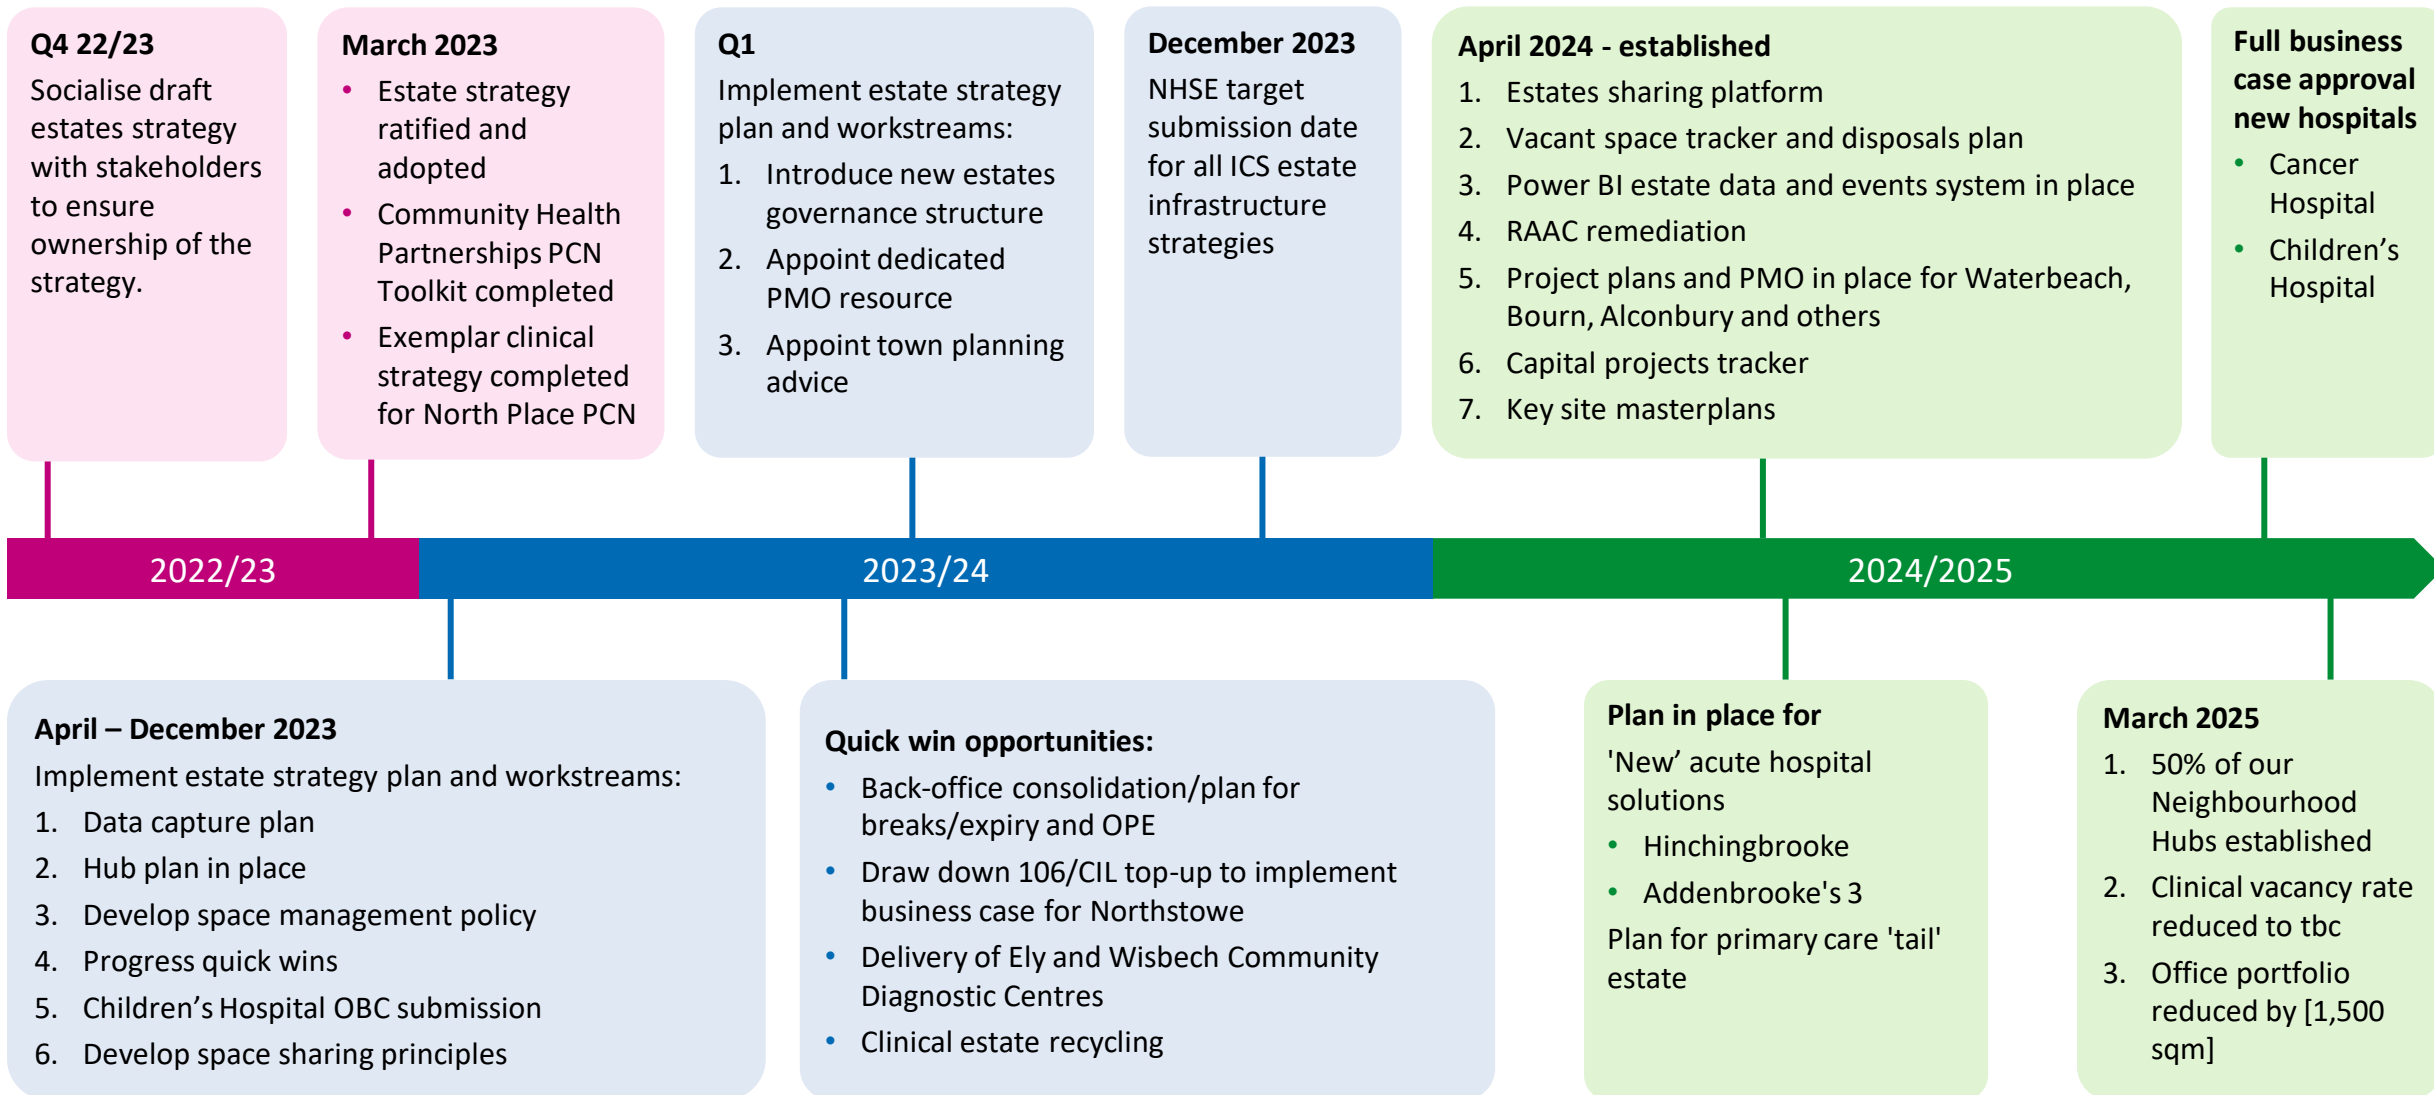 Q4 22/23
Socialise draft
estates strategy
with stakeholders
to ensure
ownership of the
strategy.
March 2023
• Estate strategy
ratified and
adopted
• Community Health
Partnerships PCN
Toolkit completed
• Exemplar clinical
strategy completed
for North Place PCN
Q1
Implement estate strategy
plan and workstreams:
1. Introduce new estates
governance structure
2. Appoint dedicated
PMO resource
3. Appoint town planning
advice
December 2023
NHSE target
submission date
for all ICS estate
infrastructure
strategies
April 2024 - established
1. Estates sharing platform
2. Vacant space tracker and disposals plan
3. Power BI estate data and events system in place
4. RAAC remediation
5. Project plans and PMO in place for Waterbeach,
Bourn, Alconbury and others
6. Capital projects tracker
7. Key site masterplans
Full business
case approval
new hospitals
• Cancer
Hospital
• Children’s
Hospital
2022/23
2023/24
2024/2025
April – December 2023
Implement estate strategy plan and workstreams:
1. Data capture plan
2. Hub plan in place
3. Develop space management policy
4. Progress quick wins
5. Children’s Hospital OBC submission
6. Develop space sharing principles
Quick win opportunities:
• Back-office consolidation/plan for
breaks/expiry and OPE
• Draw down 106/CIL top-up to implement
business case for Northstowe
• Delivery of Ely and Wisbech Community
Diagnostic Centres
• Clinical estate recycling
Plan in place for
'New’ acute hospital
solutions
• Hinchingbrooke
• Addenbrooke's 3
Plan for primary care 'tail'
estate
March 2025
1. 50% of our
Neighbourhood
Hubs established
2. Clinical vacancy rate
reduced to tbc
3. Office portfolio
reduced by [1,500
sqm]